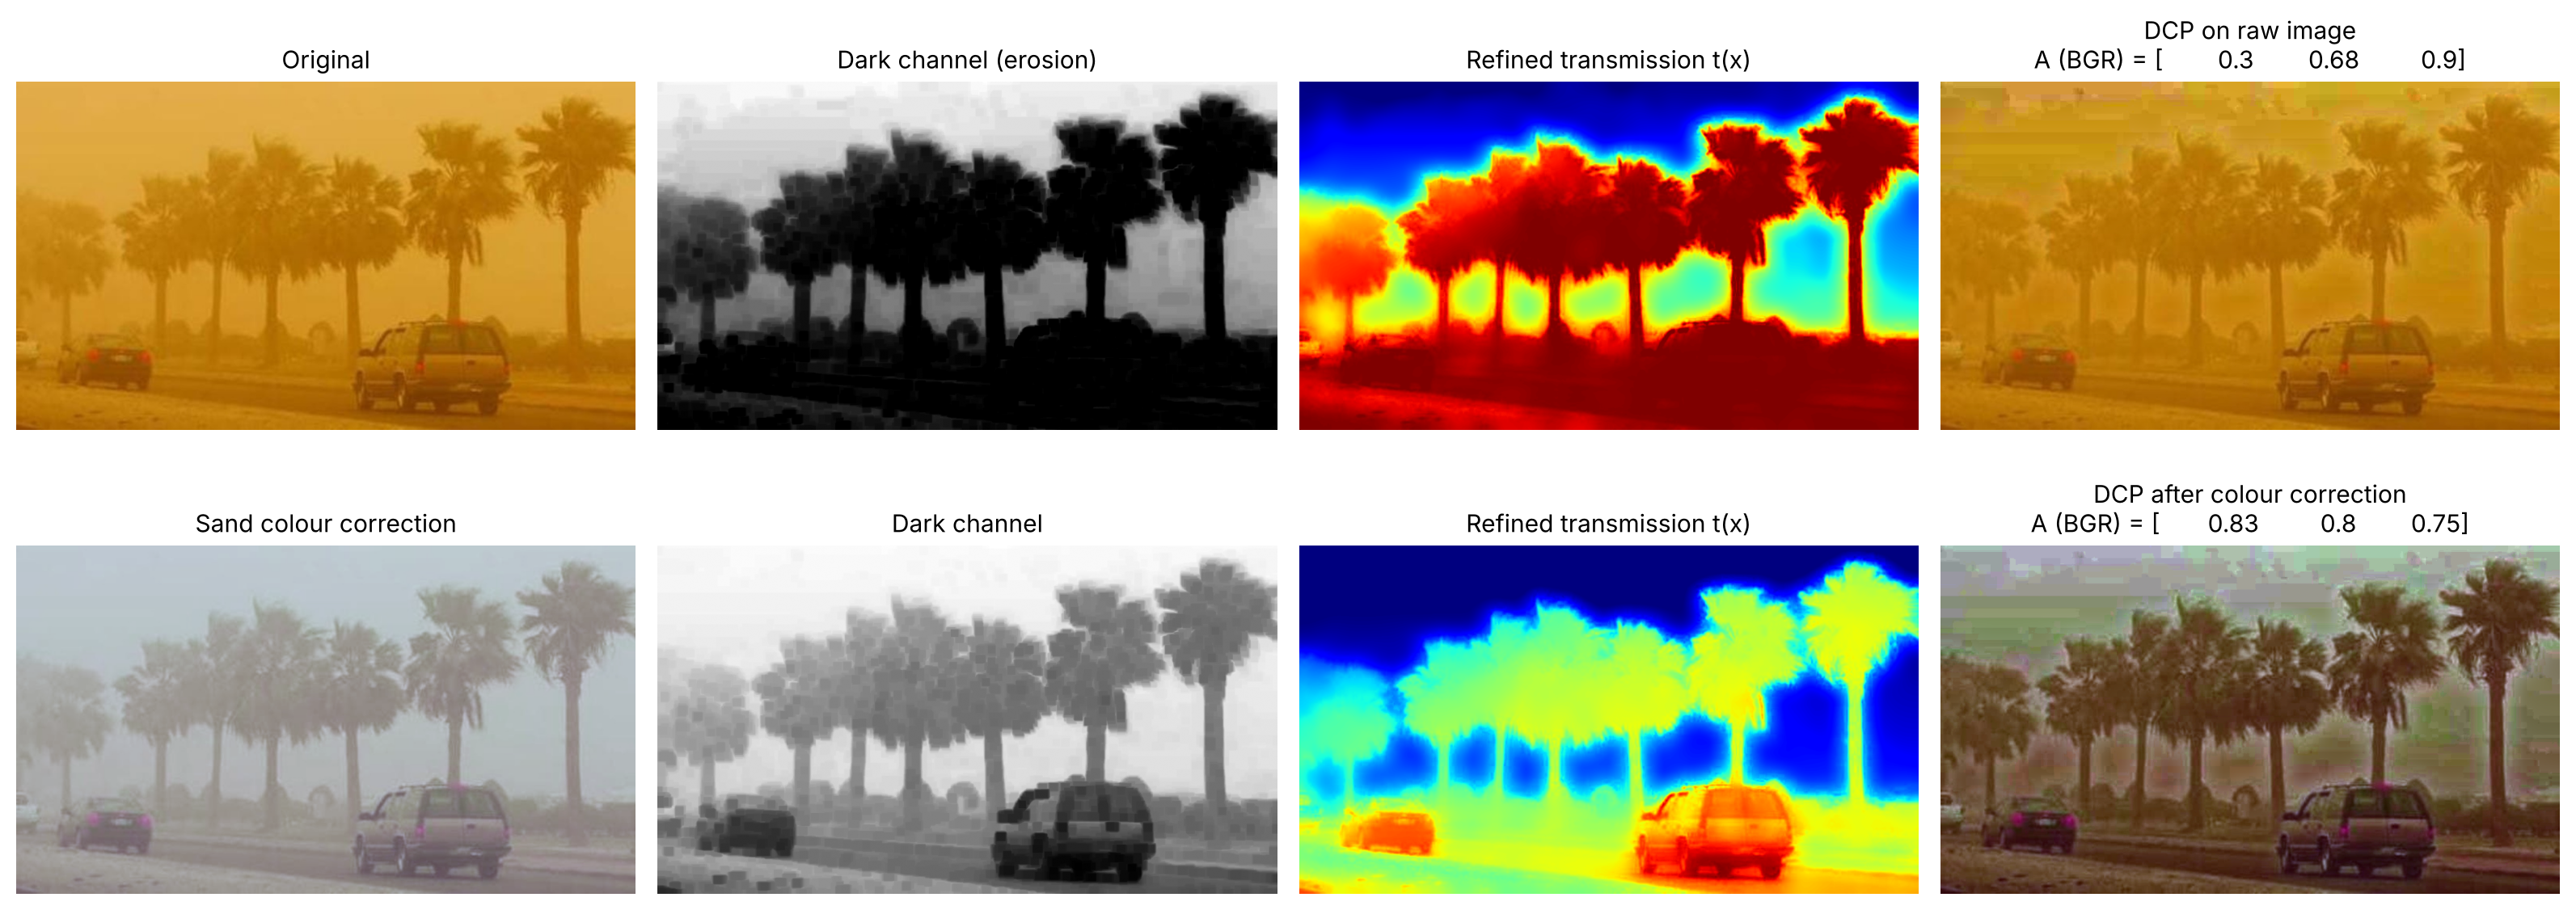 Original
Dark channel (erosion)
Refined transmission t(x)
DCP on raw image
A (BGR) = [ 0.3 0.68 0.9]
Sand colour correction
Dark channel
Refined transmission t(x)
DCP after colour correction
A (BGR) = [ 0.83 0.8 0.75]